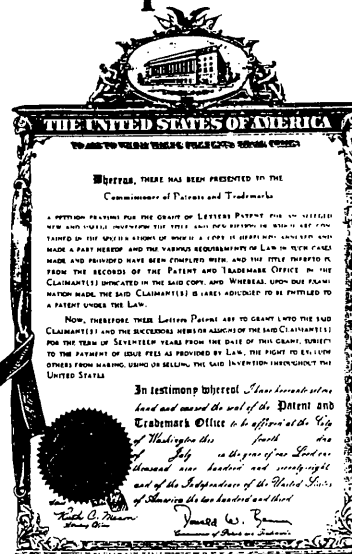 THE UNITED STATES OF AMERICA
TO ALL TO WHOM THESE PRESENTS SHALL COME:
Whereas, THERE HAS BEEN PRESENTED TO THE
Commissioner of Patents and Trademarks
A PETITION PRAYING FOR THE GRANT OF LETTERS PATENT FOR AN ALLEGED
NEW AND USEFUL INVENTION THE TITLE AND DESCRIPTION OF WHICH ARE CON-
TAINED IN THE SPECIFICATIONS OF WHICH A COPY IS HEREUNTO ANNEXED AND
MADE A PART HEREOF, AND THE VARIOUS REQUIREMENTS OF LAW IN SUCH CASES
MADE AND PROVIDED HAVE BEEN COMPLIED WITH, AND THE TITLE THERETO IS,
FROM THE RECORDS OF THE PATENT AND TRADEMARK OFFICE IN THE
CLAIMANT(S) INDICATED IN THE SAID COPY, AND WHEREAS, UPON DUE EXAMI-
NATION MADE, THE SAID CLAIMANT(S) IS (ARE) ADJUDGED TO BE ENTITLED TO
A PATENT UNDER THE LAW.
NOW, THEREFORE, THESE Letters Patent ARE TO GRANT UNTO THE SAID
CLAIMANT(S) AND THE SUCCESSORS, HEIRS OR ASSIGNS OF THE SAID CLAIMANT(S)
FOR THE TERM OF SEVENTEEN YEARS FROM THE DATE OF THIS GRANT, SUBJECT
TO THE PAYMENT OF ISSUE FEES AS PROVIDED BY LAW, THE RIGHT TO EXCLUDE
OTHERS FROM MAKING, USING OR SELLING THE SAID INVENTION THROUGHOUT THE
UNITED STATES.
In testimony whereof I have hereunto set my
hand and caused the seal of the Patent and
Trademark Office to be affixed at the City
of Washington this fourth day
of July in the year of our Lord one
thousand nine hundred and seventy-eight
and of the Independence of the United States
of America the two hundred and third.